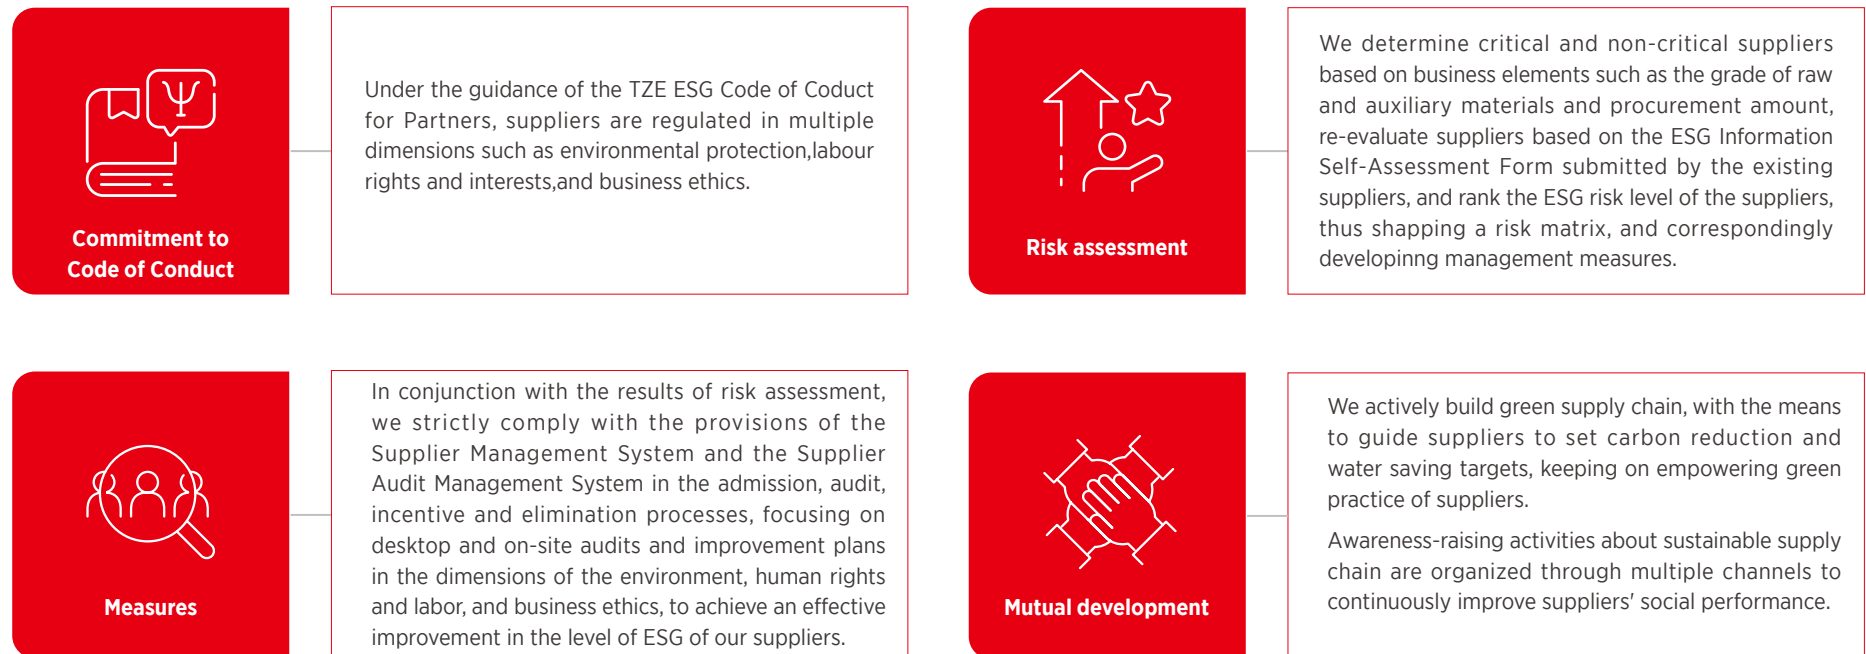 Commitment to
Code of Conduct
Under the guidance of the TZE ESG Code of Coduct
for Partners, suppliers are regulated in multiple
dimensions such as environmental protection,labour
rights and interests,and business ethics.
Risk assessment
We determine critical and non-critical suppliers
based on business elements such as the grade of raw
and auxiliary materials and procurement amount,
re-evaluate suppliers based on the ESG Information
Self-Assessment Form submitted by the existing
suppliers, and rank the ESG risk level of the suppliers,
thus shapping a risk matrix, and correspondingly
developinng management measures.
Measures
In conjunction with the results of risk assessment,
we strictly comply with the provisions of the
Supplier Management System and the Supplier
Audit Management System in the admission, audit,
incentive and elimination processes, focusing on
desktop and on-site audits and improvement plans
in the dimensions of the environment, human rights
and labor, and business ethics, to achieve an effective
improvement in the level of ESG of our suppliers.
Mutual development
We actively build green supply chain, with the means
to guide suppliers to set carbon reduction and
water saving targets, keeping on empowering green
practice of suppliers.
Awareness-raising activities about sustainable supply
chain are organized through multiple channels to
continuously improve suppliers' social performance.